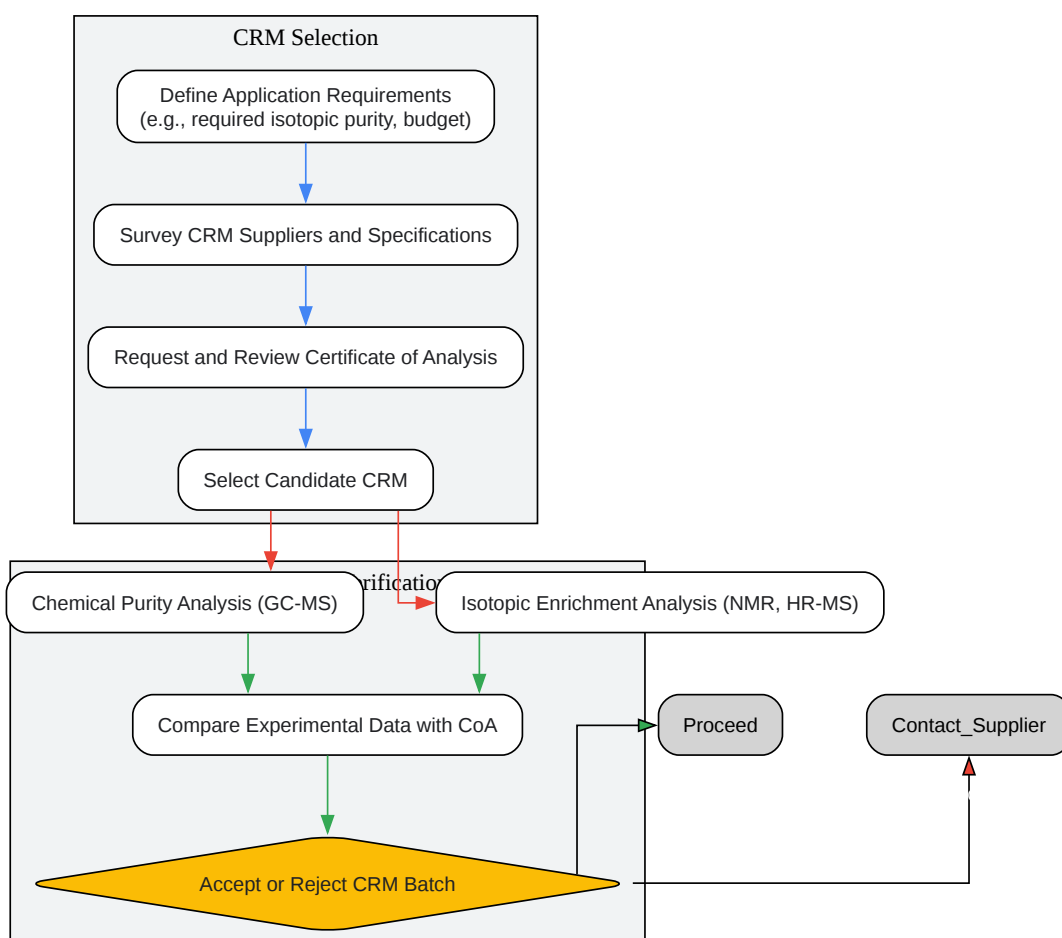 CRM Selection
Define Application Requirements
(e.g., required isotopic purity, budget)
Survey CRM Suppliers and Specifications
Request and Review Certificate of Analysis
Select Candidate CRM
Chemical Purity Analysis (GC-MS)
Isotopic Enrichment Analysis (NMR, HR-MS)
Compare Experimental Data with CoA
Proceed
Contact_Supplier
Accept or Reject CRM Batch